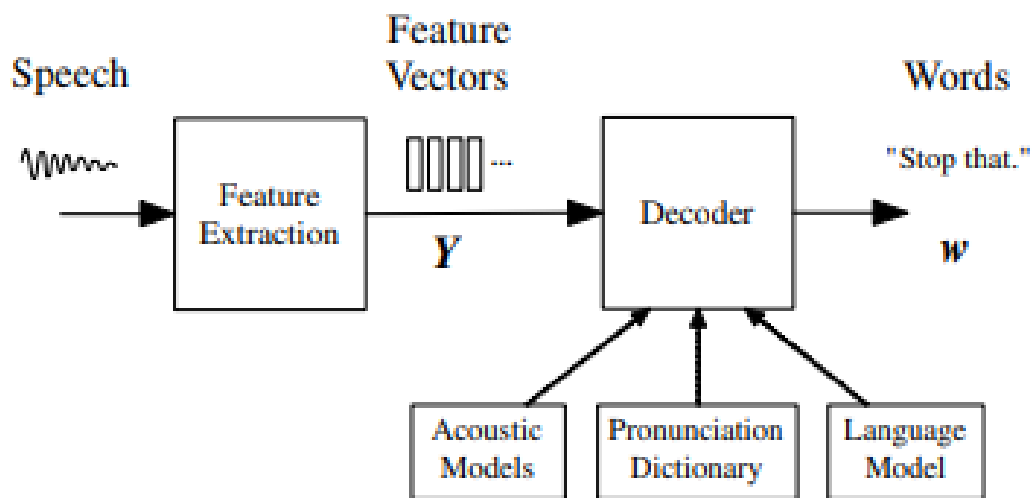 Speech
Feature
Vectors
Words
"Stop that."
...
Feature
Extraction
Decoder
Y
w
Acoustic
Models
Pronunciation
Dictionary
Language
Model